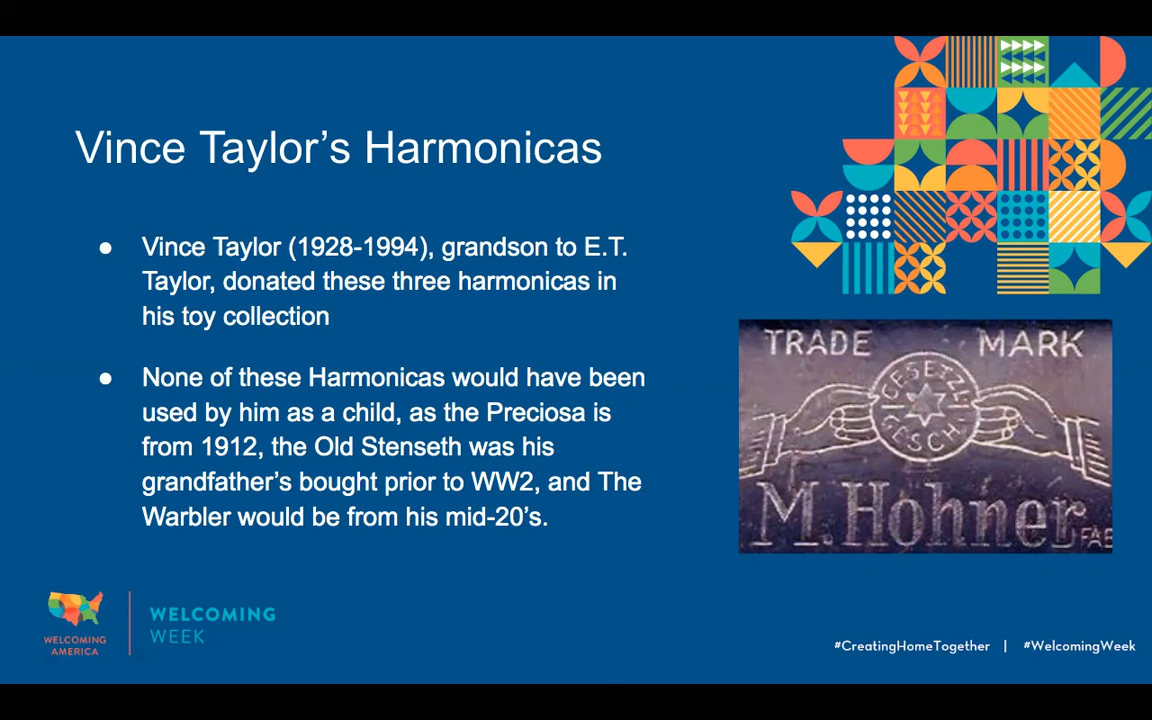 Vince Taylor’s Harmonicas
● Vince Taylor (1928-1994), grandson to E.T.
Taylor, donated these three harmonicas in
his toy collection
● None of these Harmonicas would have been
used by him as a child, as the Preciosa is
from 1912, the Old Stenseth was his
grandfather’s bought prior to WW2, and The
Warbler would be from his mid-20’s.
TRADE MARK
GESETZL.
GESCH.
M. Hohner
FAB
WELCOMING
AMERICA
WELCOMING
WEEK
#CreatingHomeTogether | #WelcomingWeek